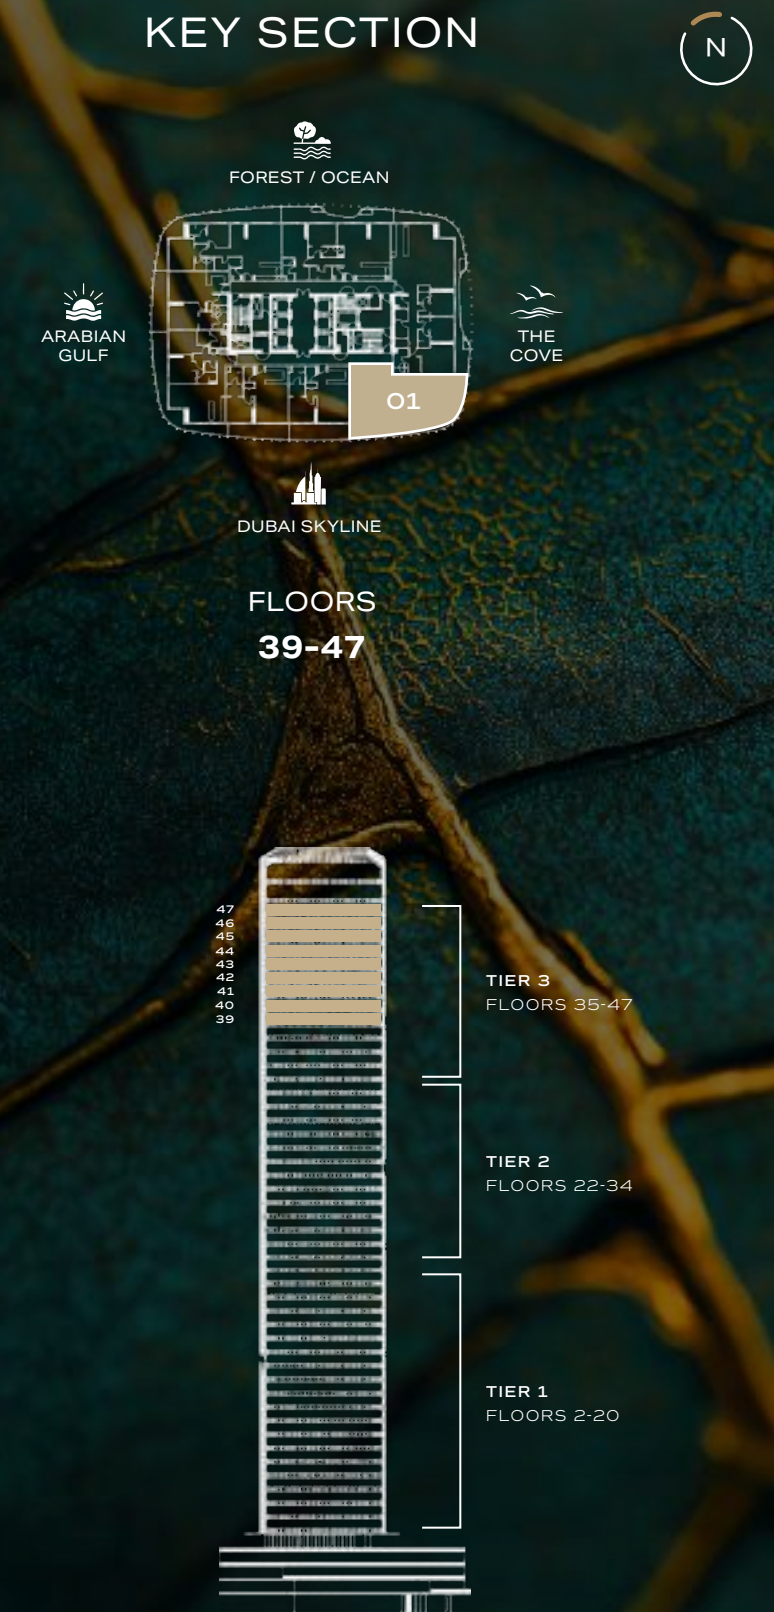 KEY SECTION
N
FOREST / OCEAN
ARABIAN
GULF
THE
COVE
01
DUBAI SKYLINE
FLOORS
39-47
47
46
45
44
43
42
41
40
39
TIER 3
FLOORS 35-47
TIER 2
FLOORS 22-34
TIER 1
FLOORS 2-20